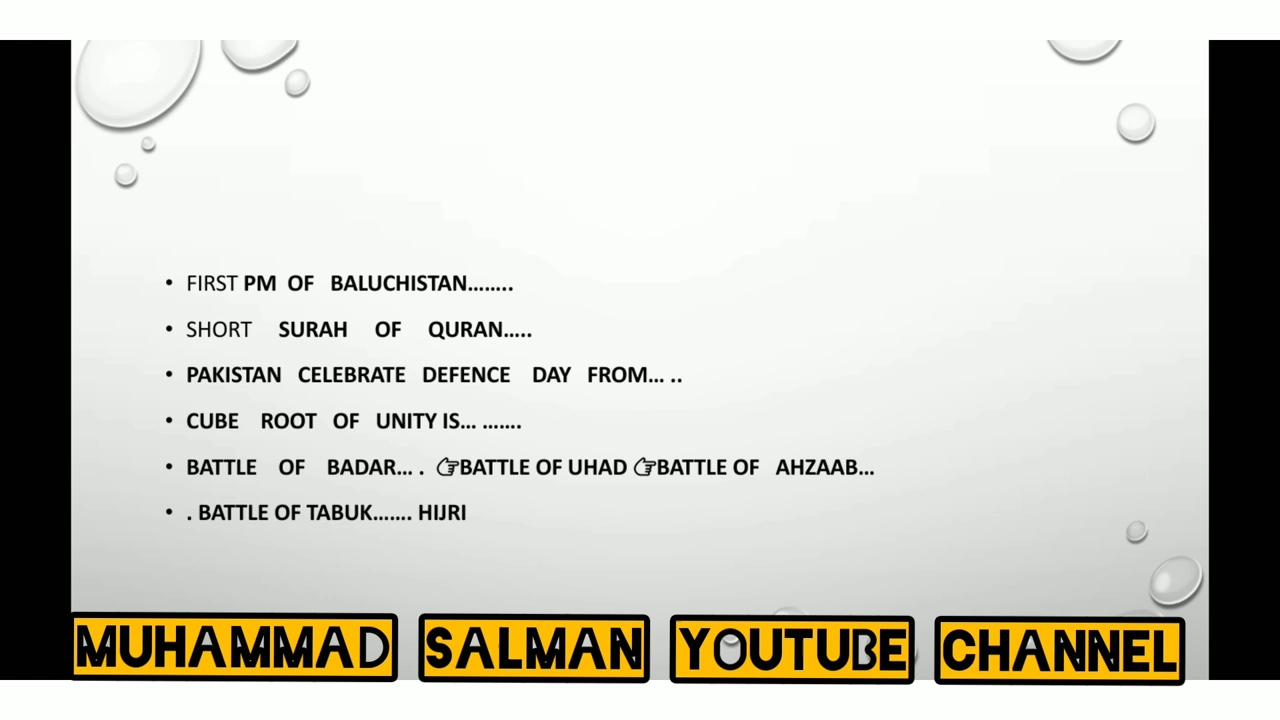 • FIRST PM OF BALUCHISTAN……..
• SHORT SURAH OF QURAN…..
• PAKISTAN CELEBRATE DEFENCE DAY FROM… ..
• CUBE ROOT OF UNITY IS… …….
• BATTLE OF BADAR… . 👉BATTLE OF UHAD 👉BATTLE OF AHZAAB…
• . BATTLE OF TABUK……. HIJRI
MUHAMMAD SALMAN YOUTUBE CHANNEL